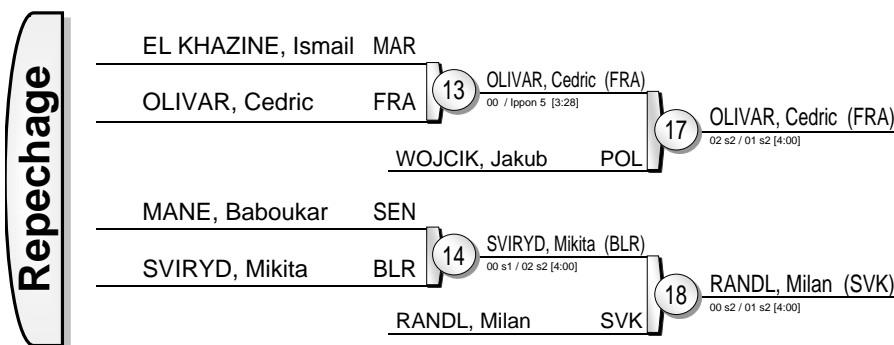 Repechage
EL KHAZINE, Ismail MAR
OLIVAR, Cedric FRA
13
OLIVAR, Cedric (FRA)
00 / Ippon 5 [3:28]
WOJCIK, Jakub POL
17
OLIVAR, Cedric (FRA)
02 s2 / 01 s2 [4:00]
MANE, Baboukar SEN
SVIRYD, Mikita BLR
14
SVIRYD, Mikita (BLR)
00 s1 / 02 s2 [4:00]
RANDL, Milan SVK
18
RANDL, Milan (SVK)
00 s2 / 01 s2 [4:00]